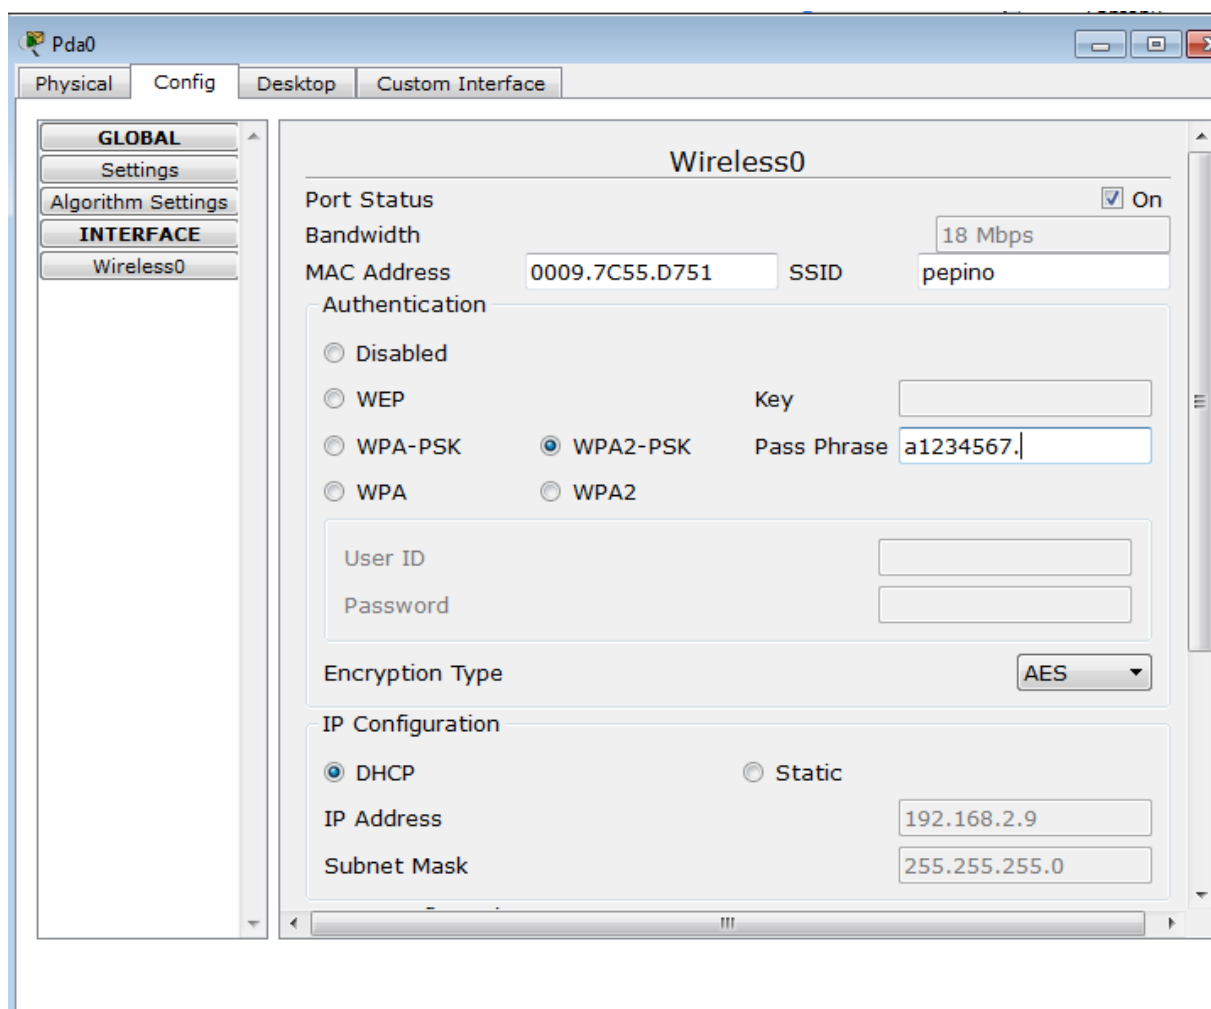 Pda0
Physical Config Desktop Custom Interface
GLOBAL
Settings
Algorithm Settings
INTERFACE
Wireless0
Wireless0
Port Status On
Bandwidth 18 Mbps
MAC Address 0009.7C55.D751 SSID pepino
Authentication
Disabled
WEP Key
WPA-PSK WPA2-PSK Pass Phrase a1234567.
WPA WPA2
User ID
Password
Encryption Type AES
IP Configuration
DHCP Static
IP Address 192.168.2.9
Subnet Mask 255.255.255.0